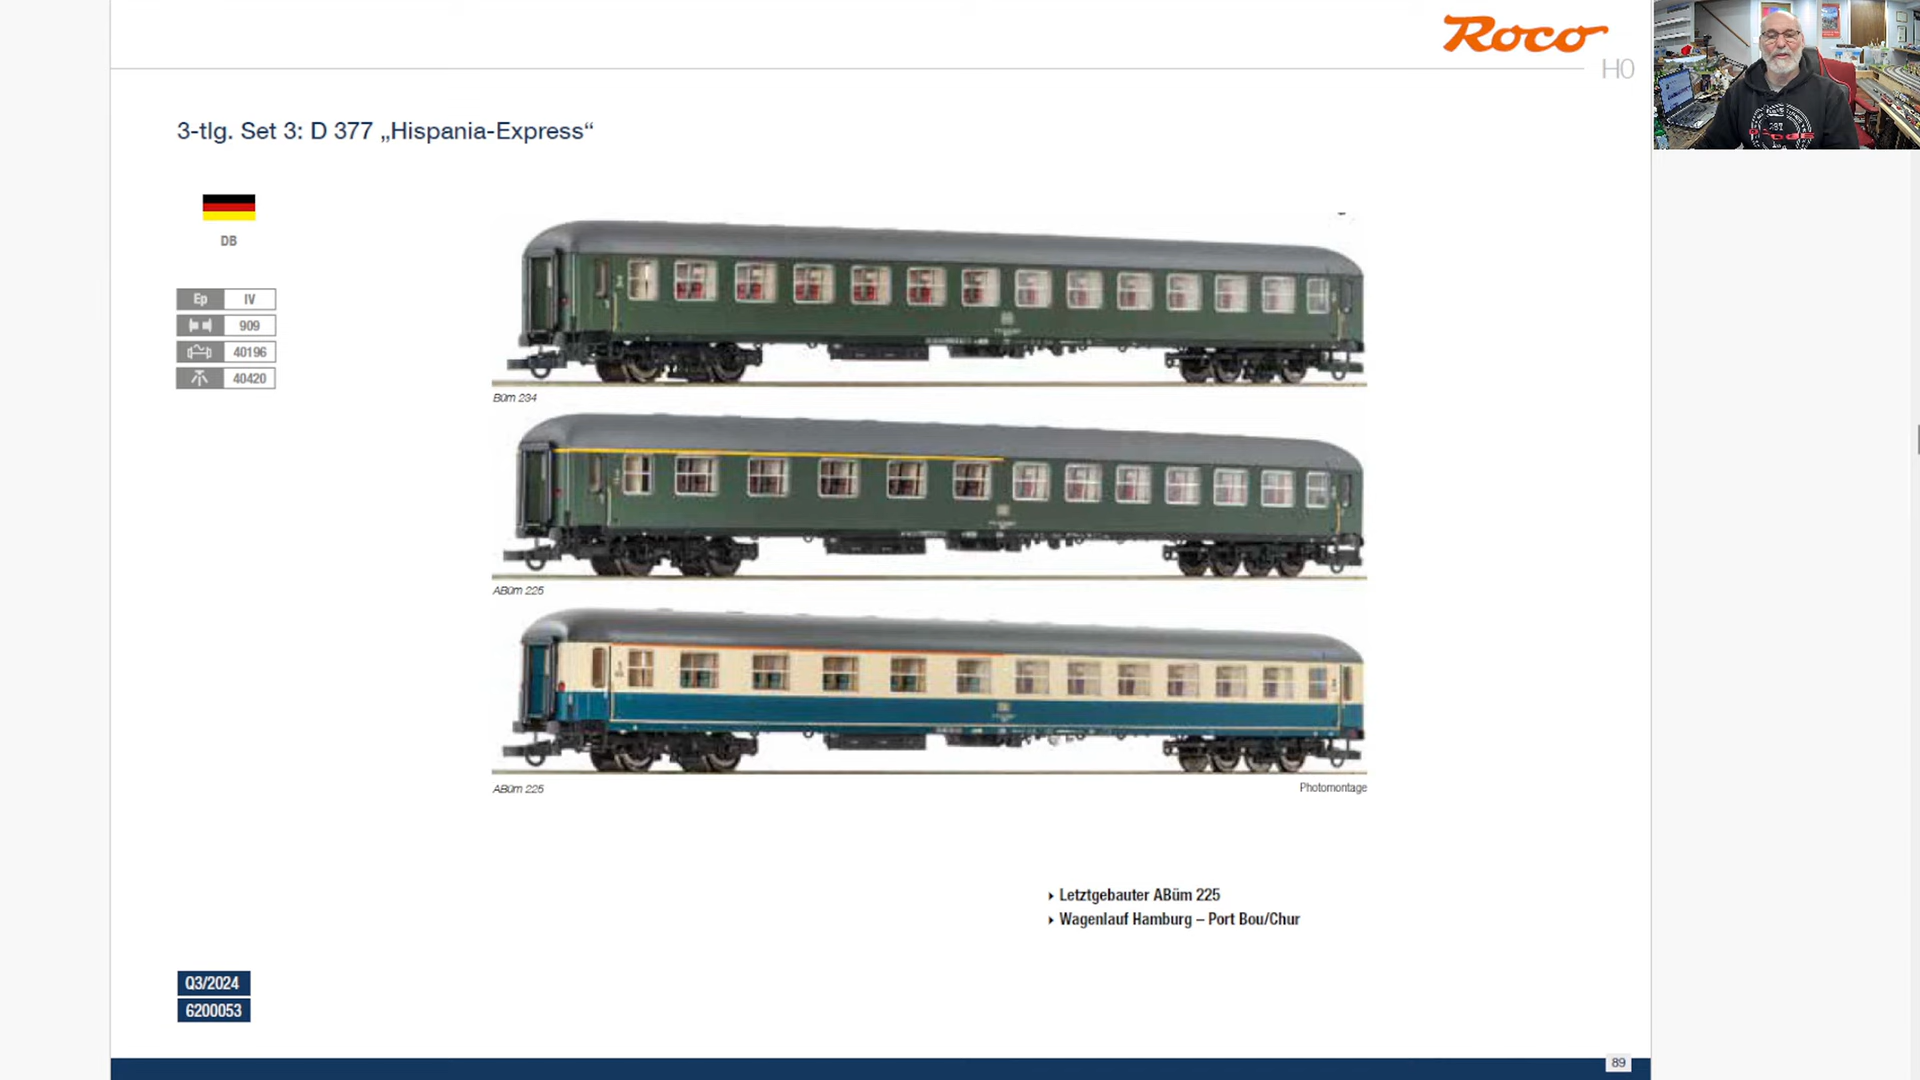 Roco
H0
3-tlg. Set 3: D 377 „Hispania-Express“
DB
Ep IV
909
40196
40420
Büm 234
ABüm 225
ABüm 225
Photomontage
Letztgebauter ABüm 225
Wagenlauf Hamburg – Port Bou/Chur
Q3/2024
6200053
89